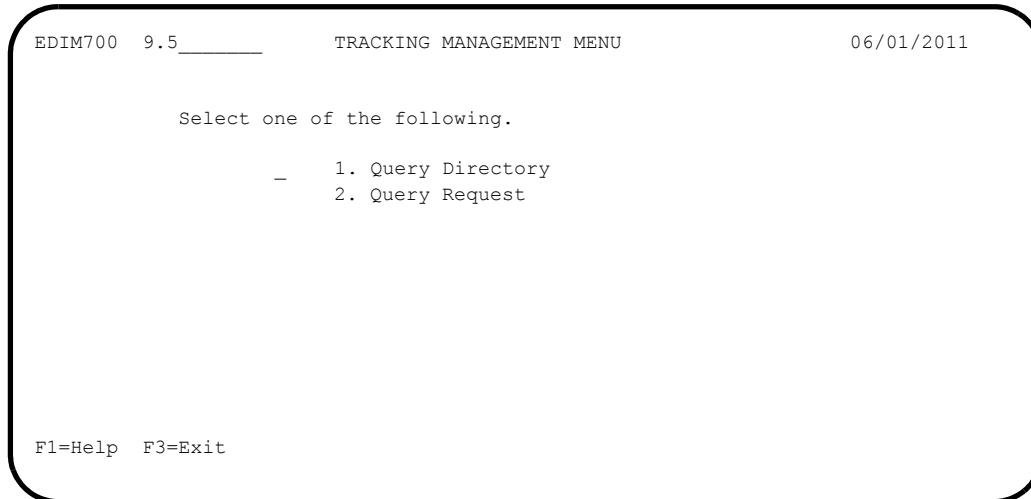 EDIM700 9.5_______ TRACKING MANAGEMENT MENU 06/01/2011
Select one of the following.
_ 1. Query Directory
2. Query Request
F1=Help F3=Exit